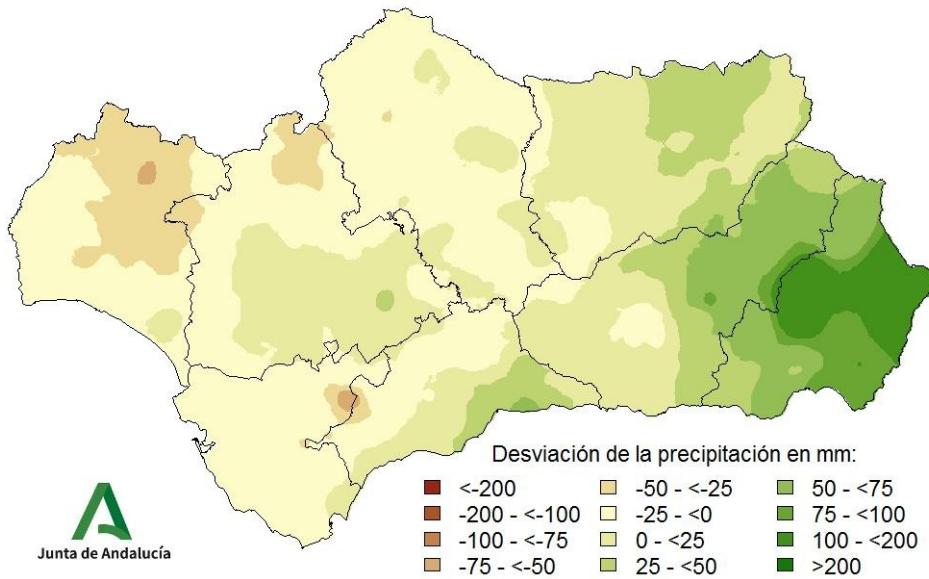 Desviación de la precipitación en mm:
<-200
-200 - <-100
-100 - <-75
-75 - <-50
-50 - <-25
-25 - <0
0 - <25
25 - <50
50 - <75
75 - <100
100 - <200
>200
Junta de Andalucía